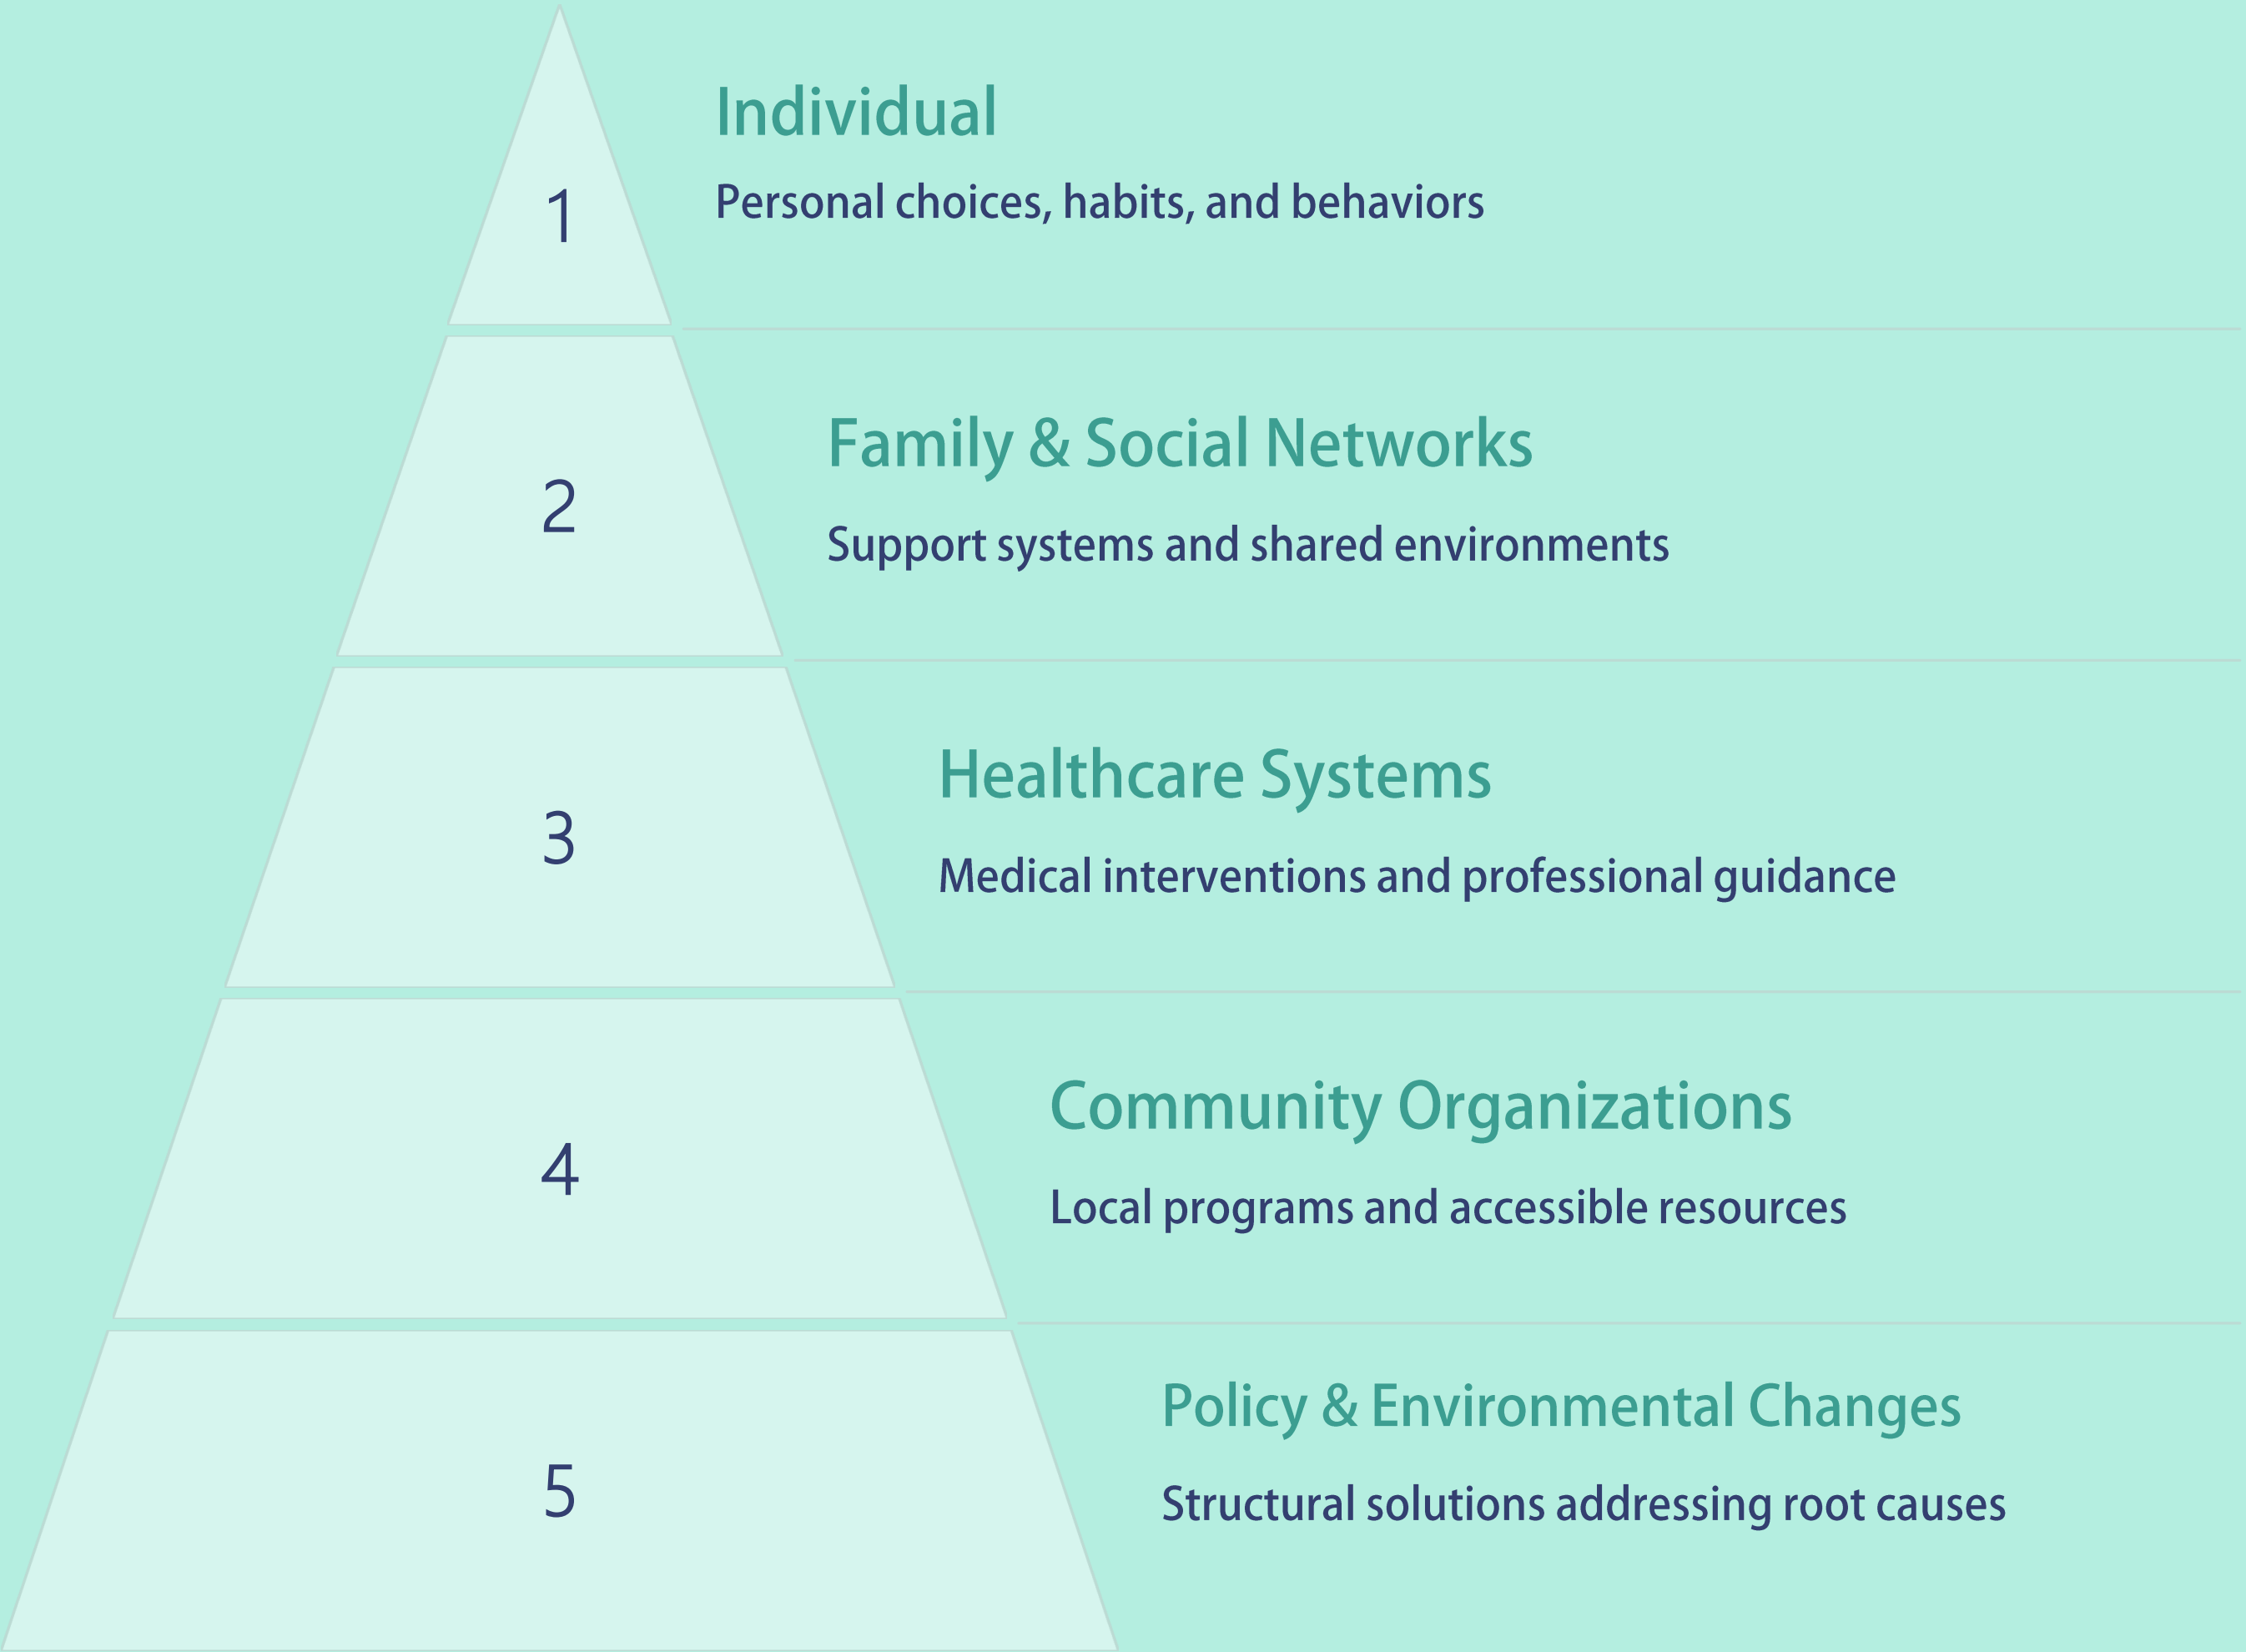 1
Individual
Personal choices, habits, and behaviors
2
Family & Social Networks
Support systems and shared environments
3
Healthcare Systems
Medical interventions and professional guidance
4
Community Organizations
Local programs and accessible resources
5
Policy & Environmental Changes
Structural solutions addressing root causes